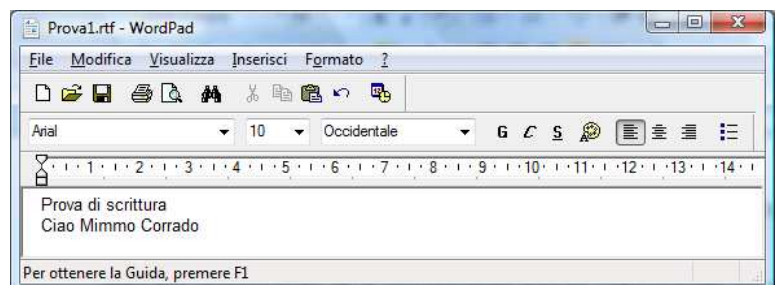 Prova1.rtf - WordPad
File Modifica Visualizza Inserisci Formato ?
Arial 10 Occidentale G C S
1 2 3 4 5 6 7 8 9 10 11 12 13 14
Prova di scrittura
Ciao Mimmo Corrado
Per ottenere la Guida, premere F1